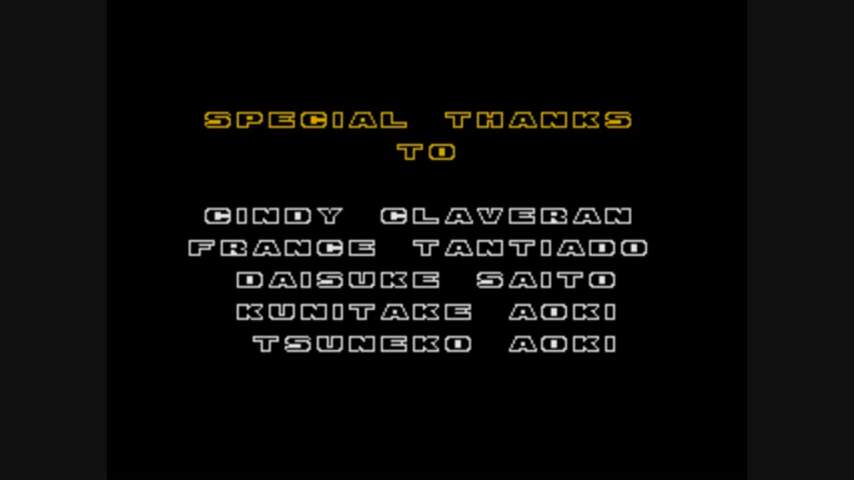 SPECIAL THANKS
TO
CINDY CLAVERAN
FRANCE TANTIADO
DAISUKE SAITO
KUNITAKE AOKI
TSUNEKO AOKI